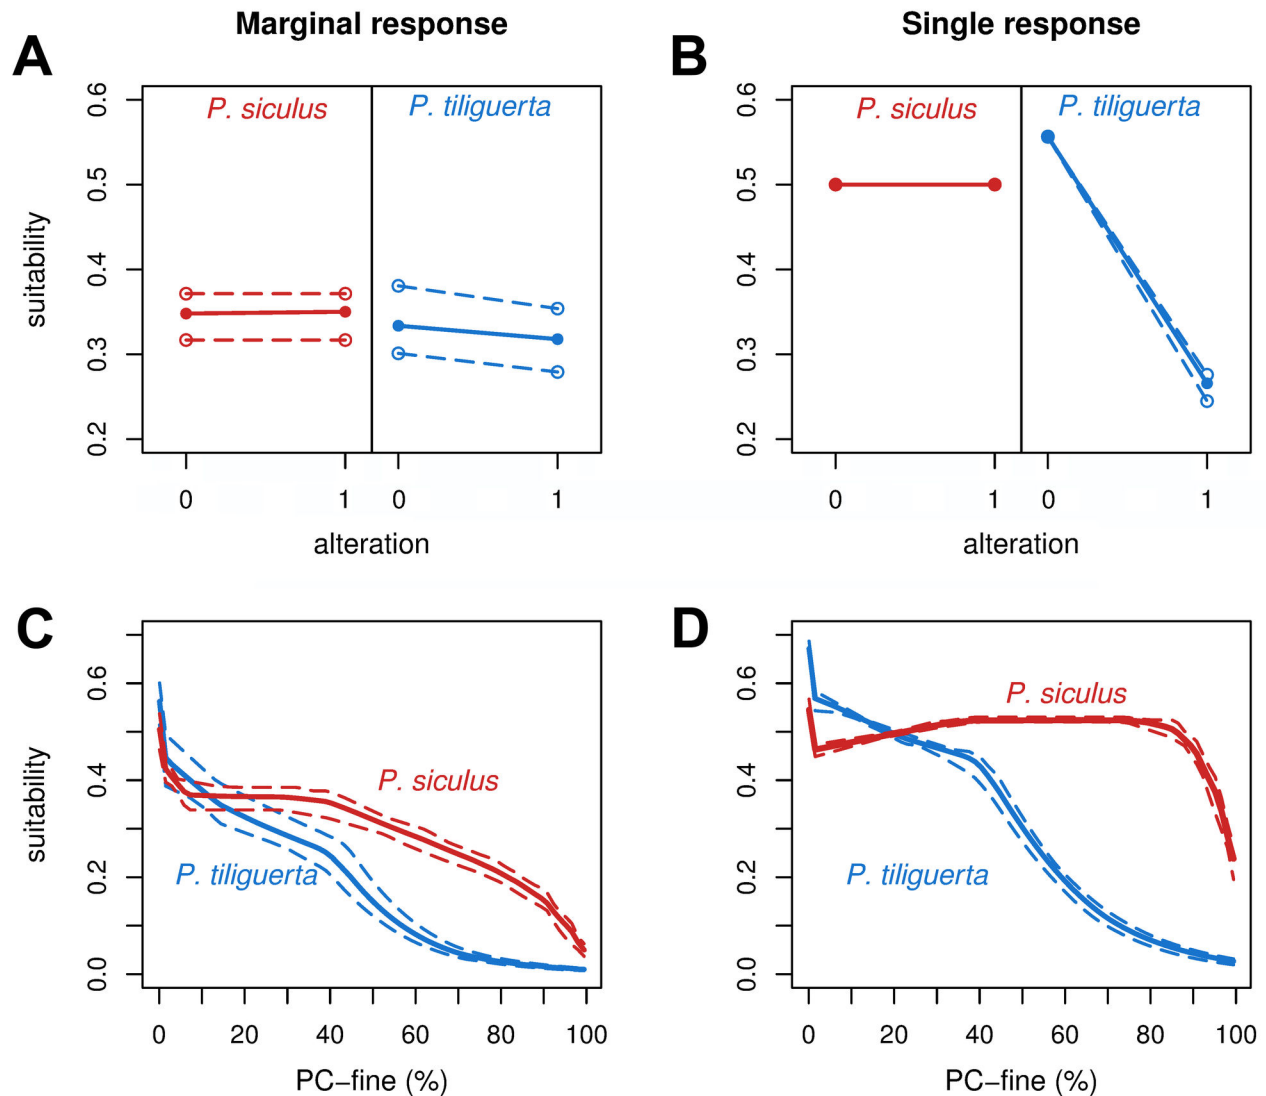 Marginal response
Single response
A
B
P. siculus
P. tiliguerta
P. siculus
P. tiliguerta
suitability
0.6
0.5
0.4
0.3
0.2
0.6
0.5
0.4
0.3
0.2
0 1 0 1
0 1 0 1
alteration
alteration
C
D
suitability
0.6
0.4
0.2
0.0
P. siculus
P. tiliguerta
0.6
0.4
0.2
0.0
P. siculus
P. tiliguerta
0 20 40 60 80 100
0 20 40 60 80 100
PC–fine (%)
PC–fine (%)